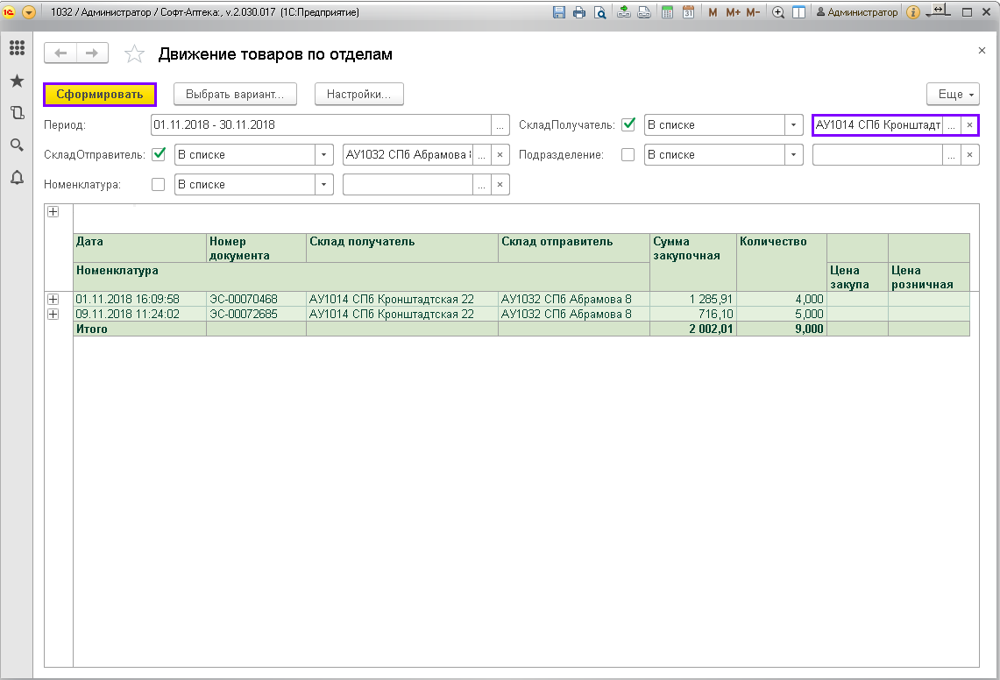 1032 / Администратор / Софт-Аптека:, v.2.030.017 (1С:Предприятие)
M M+ M-
Администратор
Движение товаров по отделам
Сформировать
Выбрать вариант...
Настройки...
Еще
Период:
01.11.2018 - 30.11.2018
...
СкладПолучатель:
В списке
АУ1014 СПб Кронштадт
...
СкладОтправитель:
В списке
АУ1032 СПб Абрамова
...
Подразделение:
В списке
...
Номенклатура:
В списке
...
Дата
Номер документа
Склад получатель
Склад отправитель
Сумма закупочная
Количество
Номенклатура
Цена закупа
Цена розничная
01.11.2018 16:09:58 ЭС-00070468 АУ1014 СПб Кронштадтская 22 АУ1032 СПб Абрамова 8 1 285,91 4,000
09.11.2018 11:24:02 ЭС-00072685 АУ1014 СПб Кронштадтская 22 АУ1032 СПб Абрамова 8 716,10 5,000
Итого 2 002,01 9,000